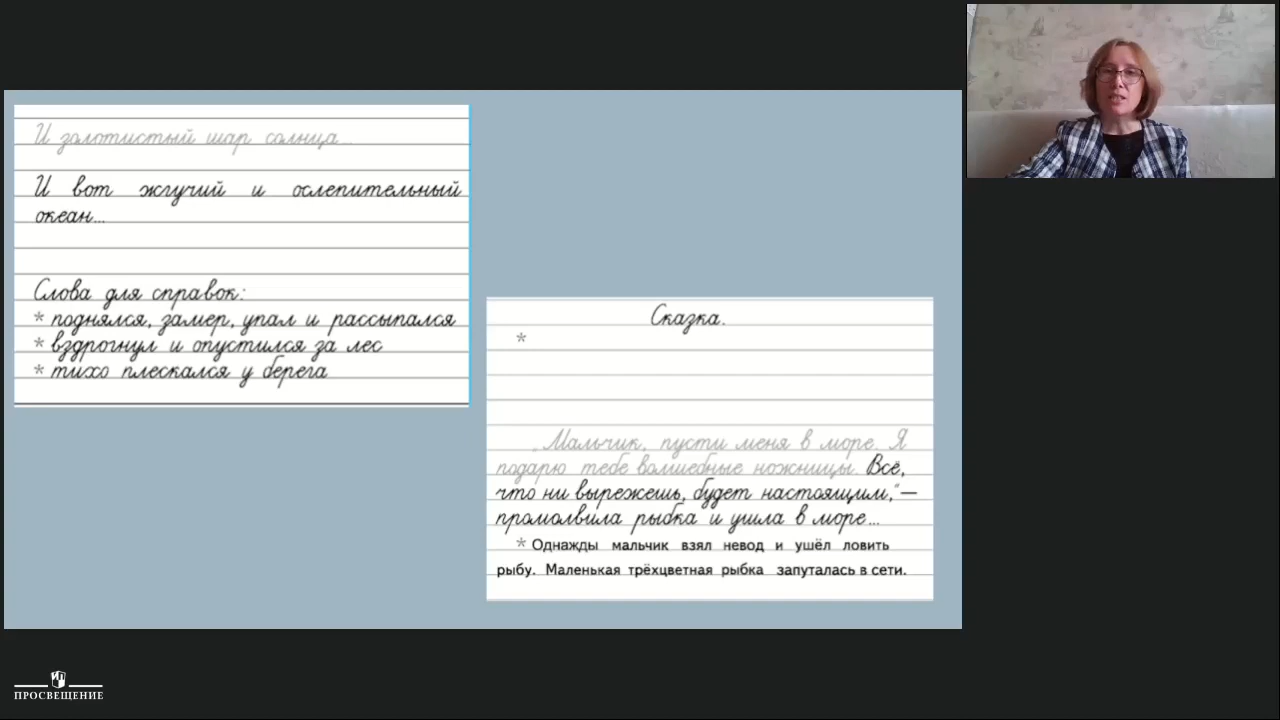 И золотистый шар солнца...
И вот жгучий и ослепительный
океан...
Слова для справок:
* поднялся, замер, упал и рассыпался
* вздрогнул и опустился за лес
* тихо плескался у берега
Сказка.
*
„Мальчик, пусти меня в море. Я
подарю тебе волшебные ножницы. Всё,
что ни вырежешь, будет настоящим,“—
промолвила рыбка и ушла в море...
* Однажды мальчик взял невод и ушёл ловить
рыбу. Маленькая трёхцветная рыбка запуталась в сети.
ПРОСВЕЩЕНИЕ